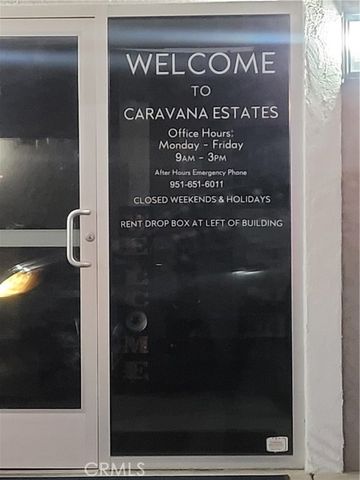 WELCOME
TO
CARAVANA ESTATES
Office Hours:
Monday - Friday
9AM - 3PM
After Hours Emergency Phone
951-651-6011
CLOSED WEEKENDS & HOLIDAYS
RENT DROP BOX AT LEFT OF BUILDING
CRMLS